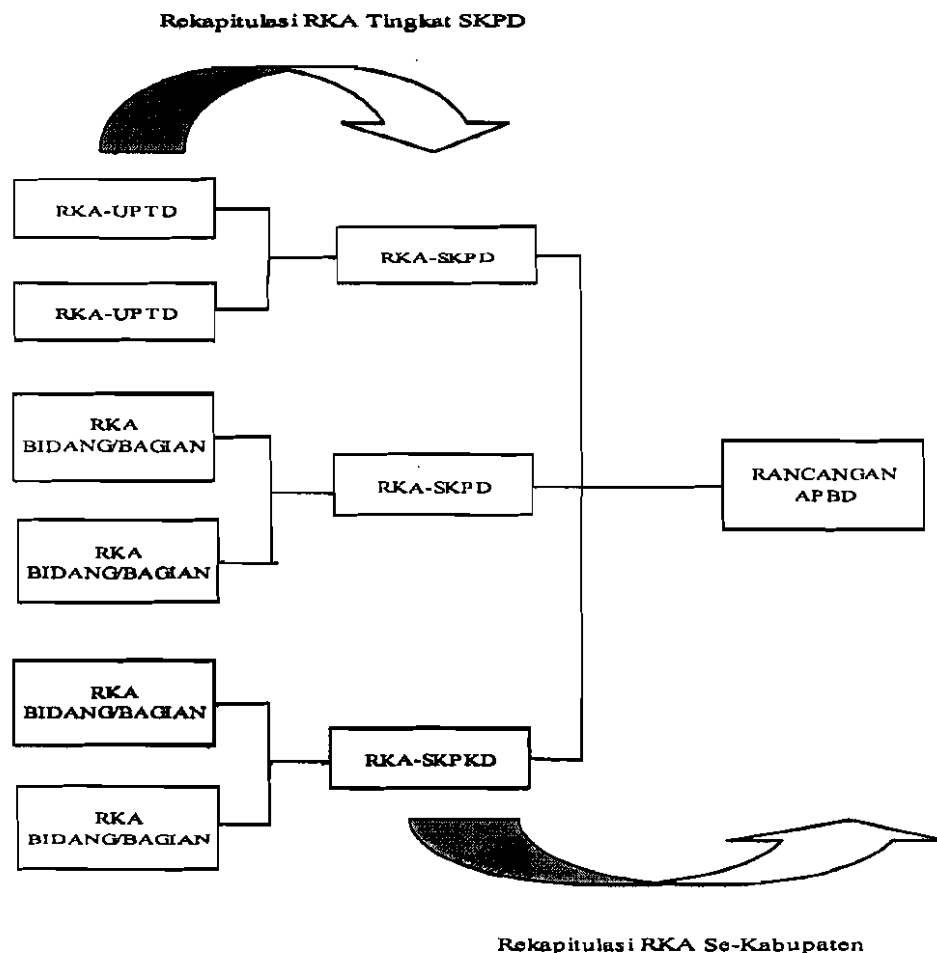 Rekapitulasi RKA Tingkat SKPD
RKA-UPTD
RKA-SKPD
RKA-UPTD
RKA
BIDANG/BAGIAN
RKA-SKPD
RKA
BIDANG/BAGIAN
RANCANGAN
APBD
RKA
BIDANG/BAGIAN
RKA-SKPKD
RKA
BIDANG/BAGIAN
Rekapitulasi RKA Se-Kabupaten